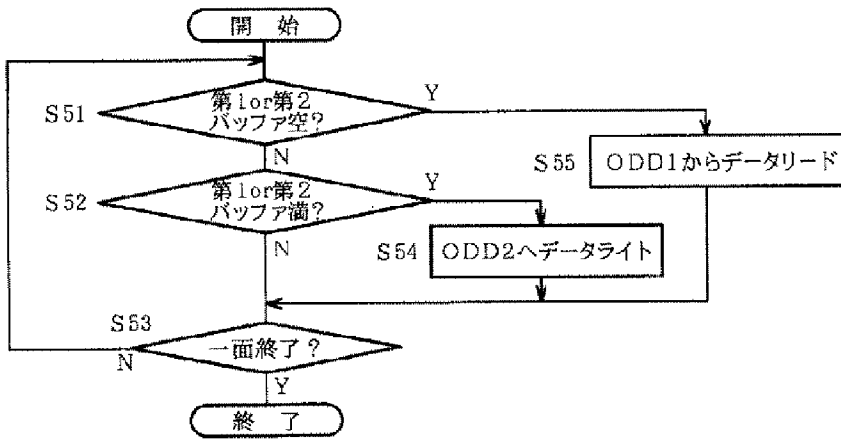 開 始
S51
第1or第2
バッファ空?
Y
N
S55
ODD1からデータリード
S52
第1or第2
バッファ満?
Y
N
S54
ODD2へデータライト
S53
一面終了?
N
Y
終 了